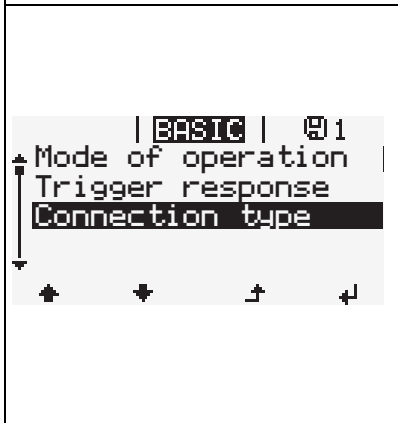 | BASIC | 1
Mode of operation
Trigger response
Connection type